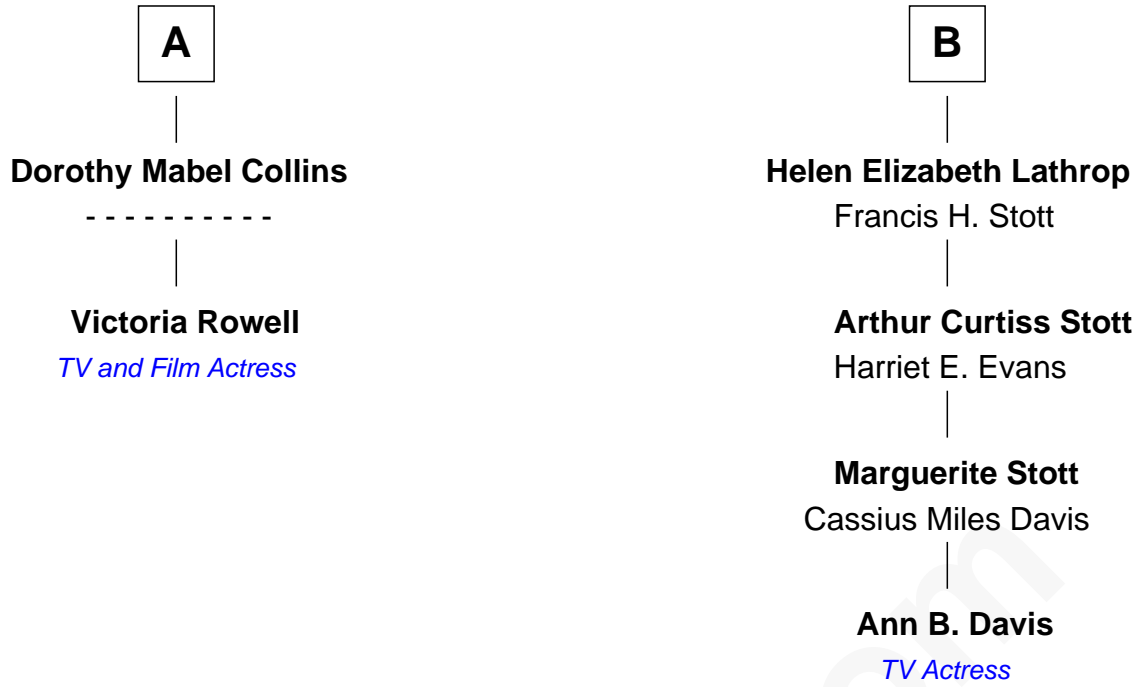 A
Dorothy Mabel Collins
- - - - - - - - - -
Victoria Rowell
TV and Film Actress
B
Helen Elizabeth Lathrop
Francis H. Stott
Arthur Curtiss Stott
Harriet E. Evans
Marguerite Stott
Cassius Miles Davis
Ann B. Davis
TV Actress